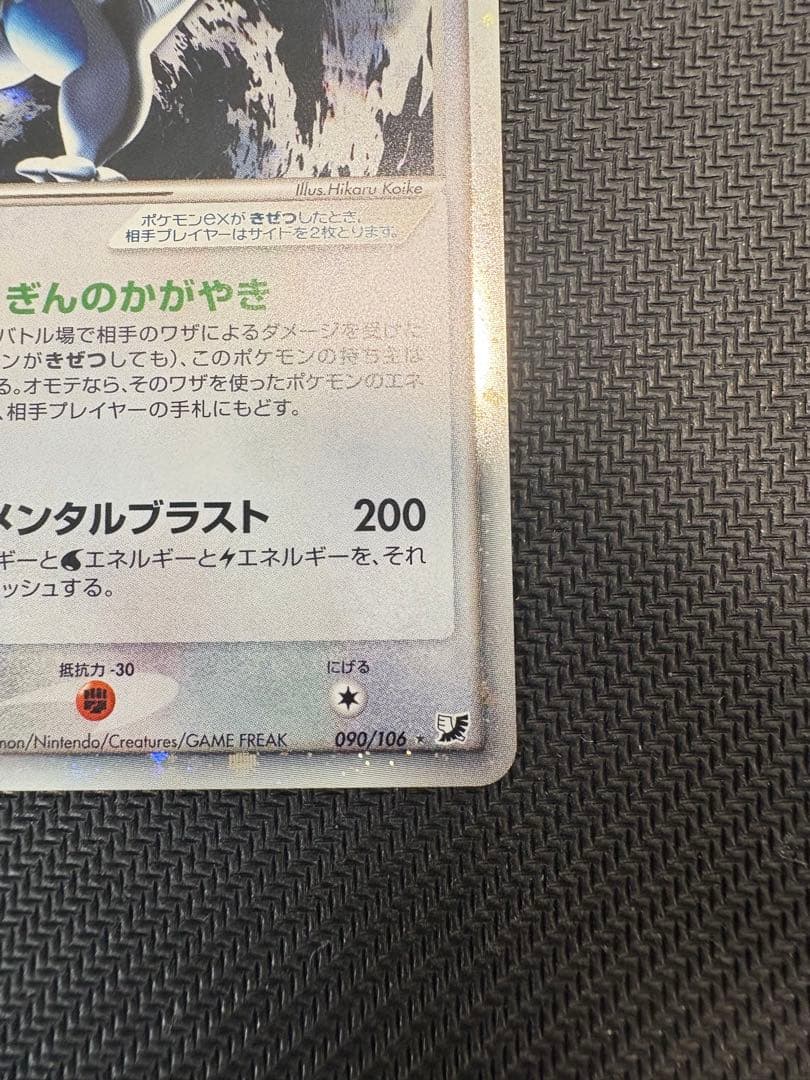 Illus.Hikaru Koike
ポケモンexがきぜつしたとき、
相手プレイヤーはサイドを2枚とります。
ぎんのかがやき
バトル場で相手のワザによるダメージを受けた
ンがきぜつしても)、このポケモンの持ち主は
る。オモテなら、そのワザを使ったポケモンのエネ
、相手プレイヤーの手札にもどす。
メンタルブラスト 200
ギーとエネルギーとエネルギーを、それ
ッシュする。
抵抗力 -30 にげる
mon/Nintendo/Creatures/GAME FREAK 090/106 ★